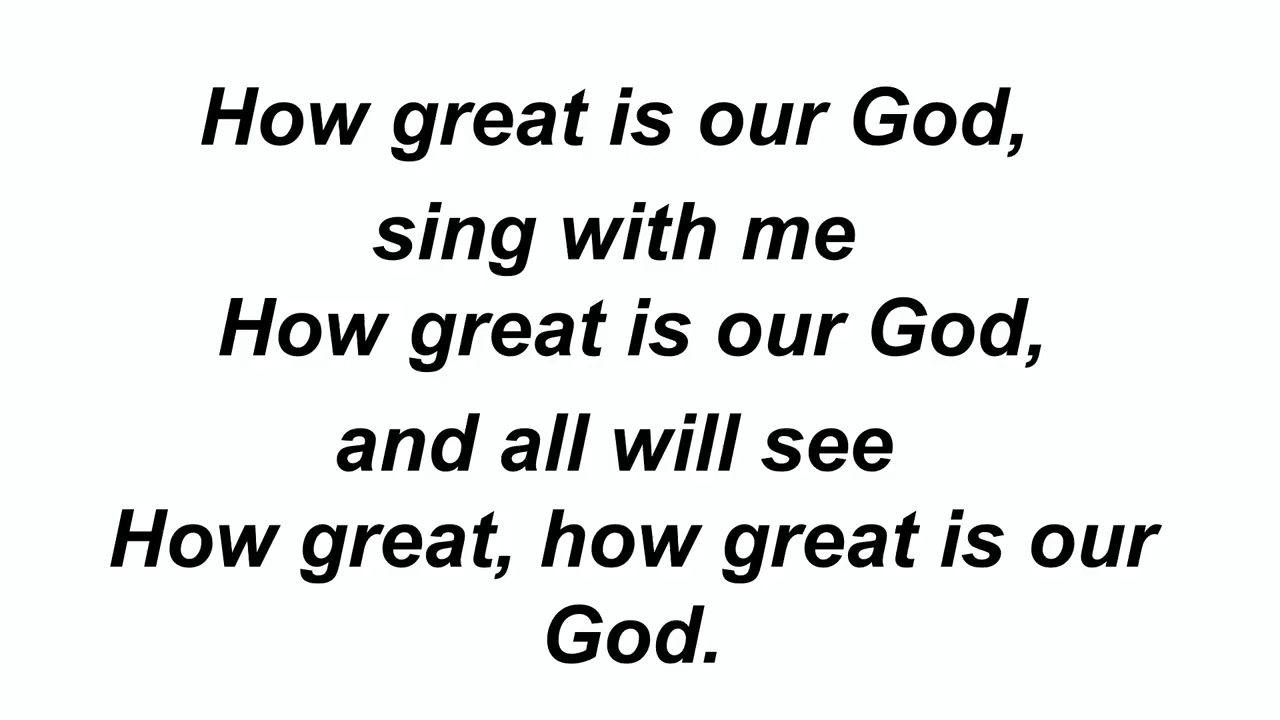 How great is our God,
sing with me
How great is our God,
and all will see
How great, how great is our
God.